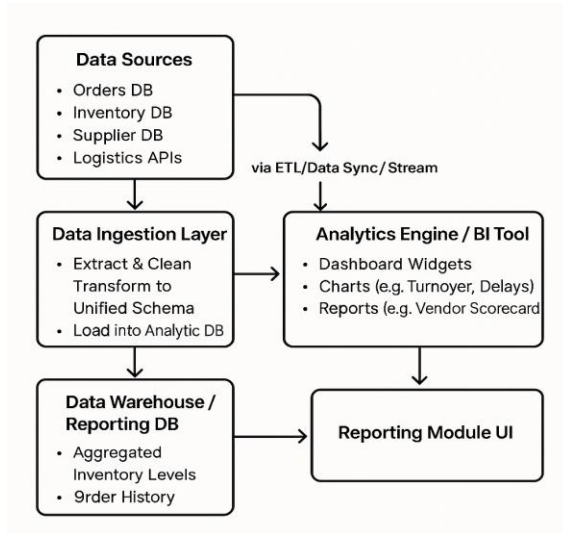 Data Sources
• Orders DB
• Inventory DB
• Supplier DB
• Logistics APIs
via ETL/Data Sync/Stream
Data Ingestion Layer
• Extract & Clean
Transform to
Unified Schema
• Load into Analytic DB
Analytics Engine / BI Tool
• Dashboard Widgets
• Charts (e.g. Turnoyer, Delays)
• Reports (e.g. Vendor Scorecard
Data Warehouse /
Reporting DB
• Aggregated
Inventory Levels
• 9rder History
Reporting Module UI